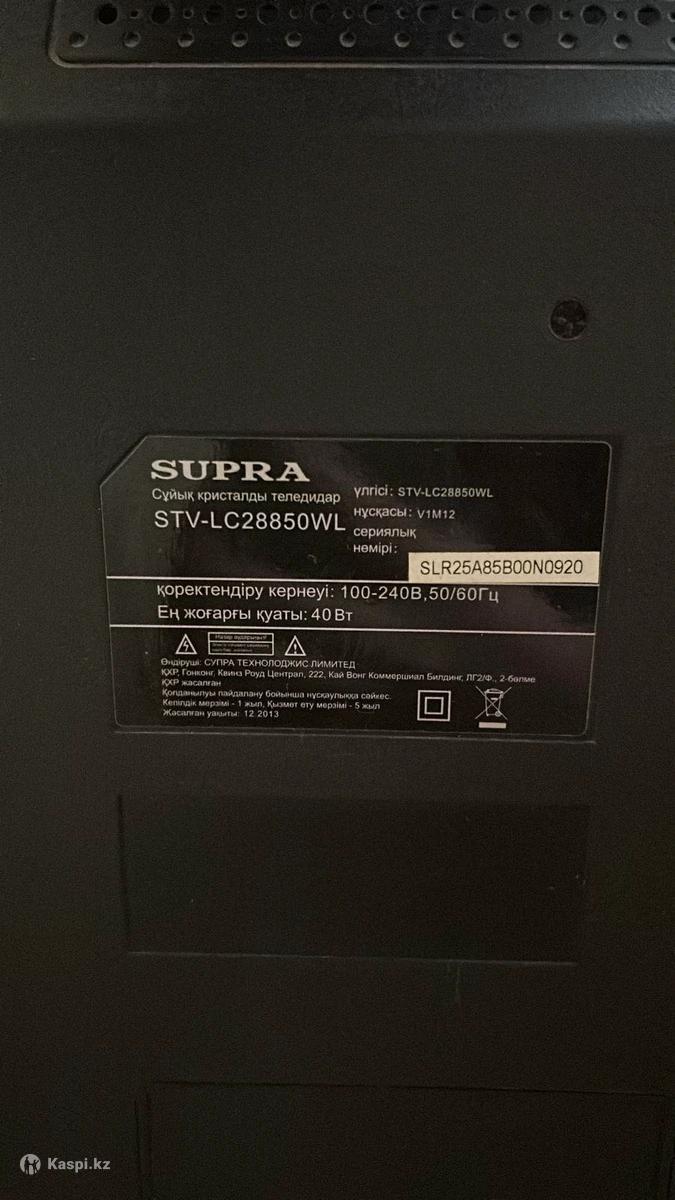 SUPRA
Сұйық кристалды теледидар
STV-LC28850WL
үлгісі: STV-LC28850WL
нұсқасы: V1M12
сериялық
нөмірі:
SLR25A85B00N0920
қоректендіру кернеуі: 100-240В,50/60Гц
Ең жоғарғы қуаты: 40 Вт
Назар аударыңыз!
Өндіруші: СУПРА ТЕХНОЛОДЖИС ЛИМИТЕД
ҚХР, Гонконг, Квинз Роуд Централ, 222, Кай Вонг Коммершиал Билдинг, ЛГ2/Ф., 2-бөлме
ҚХР жасалған
Қолданылуы пайдалану бойынша нұсқаулыққа сәйкес.
Кепілдік мерзімі - 1 жыл, Қызмет ету мерзімі - 5 жыл
Жасалған уақыты: 12.2013
Kaspi.kz